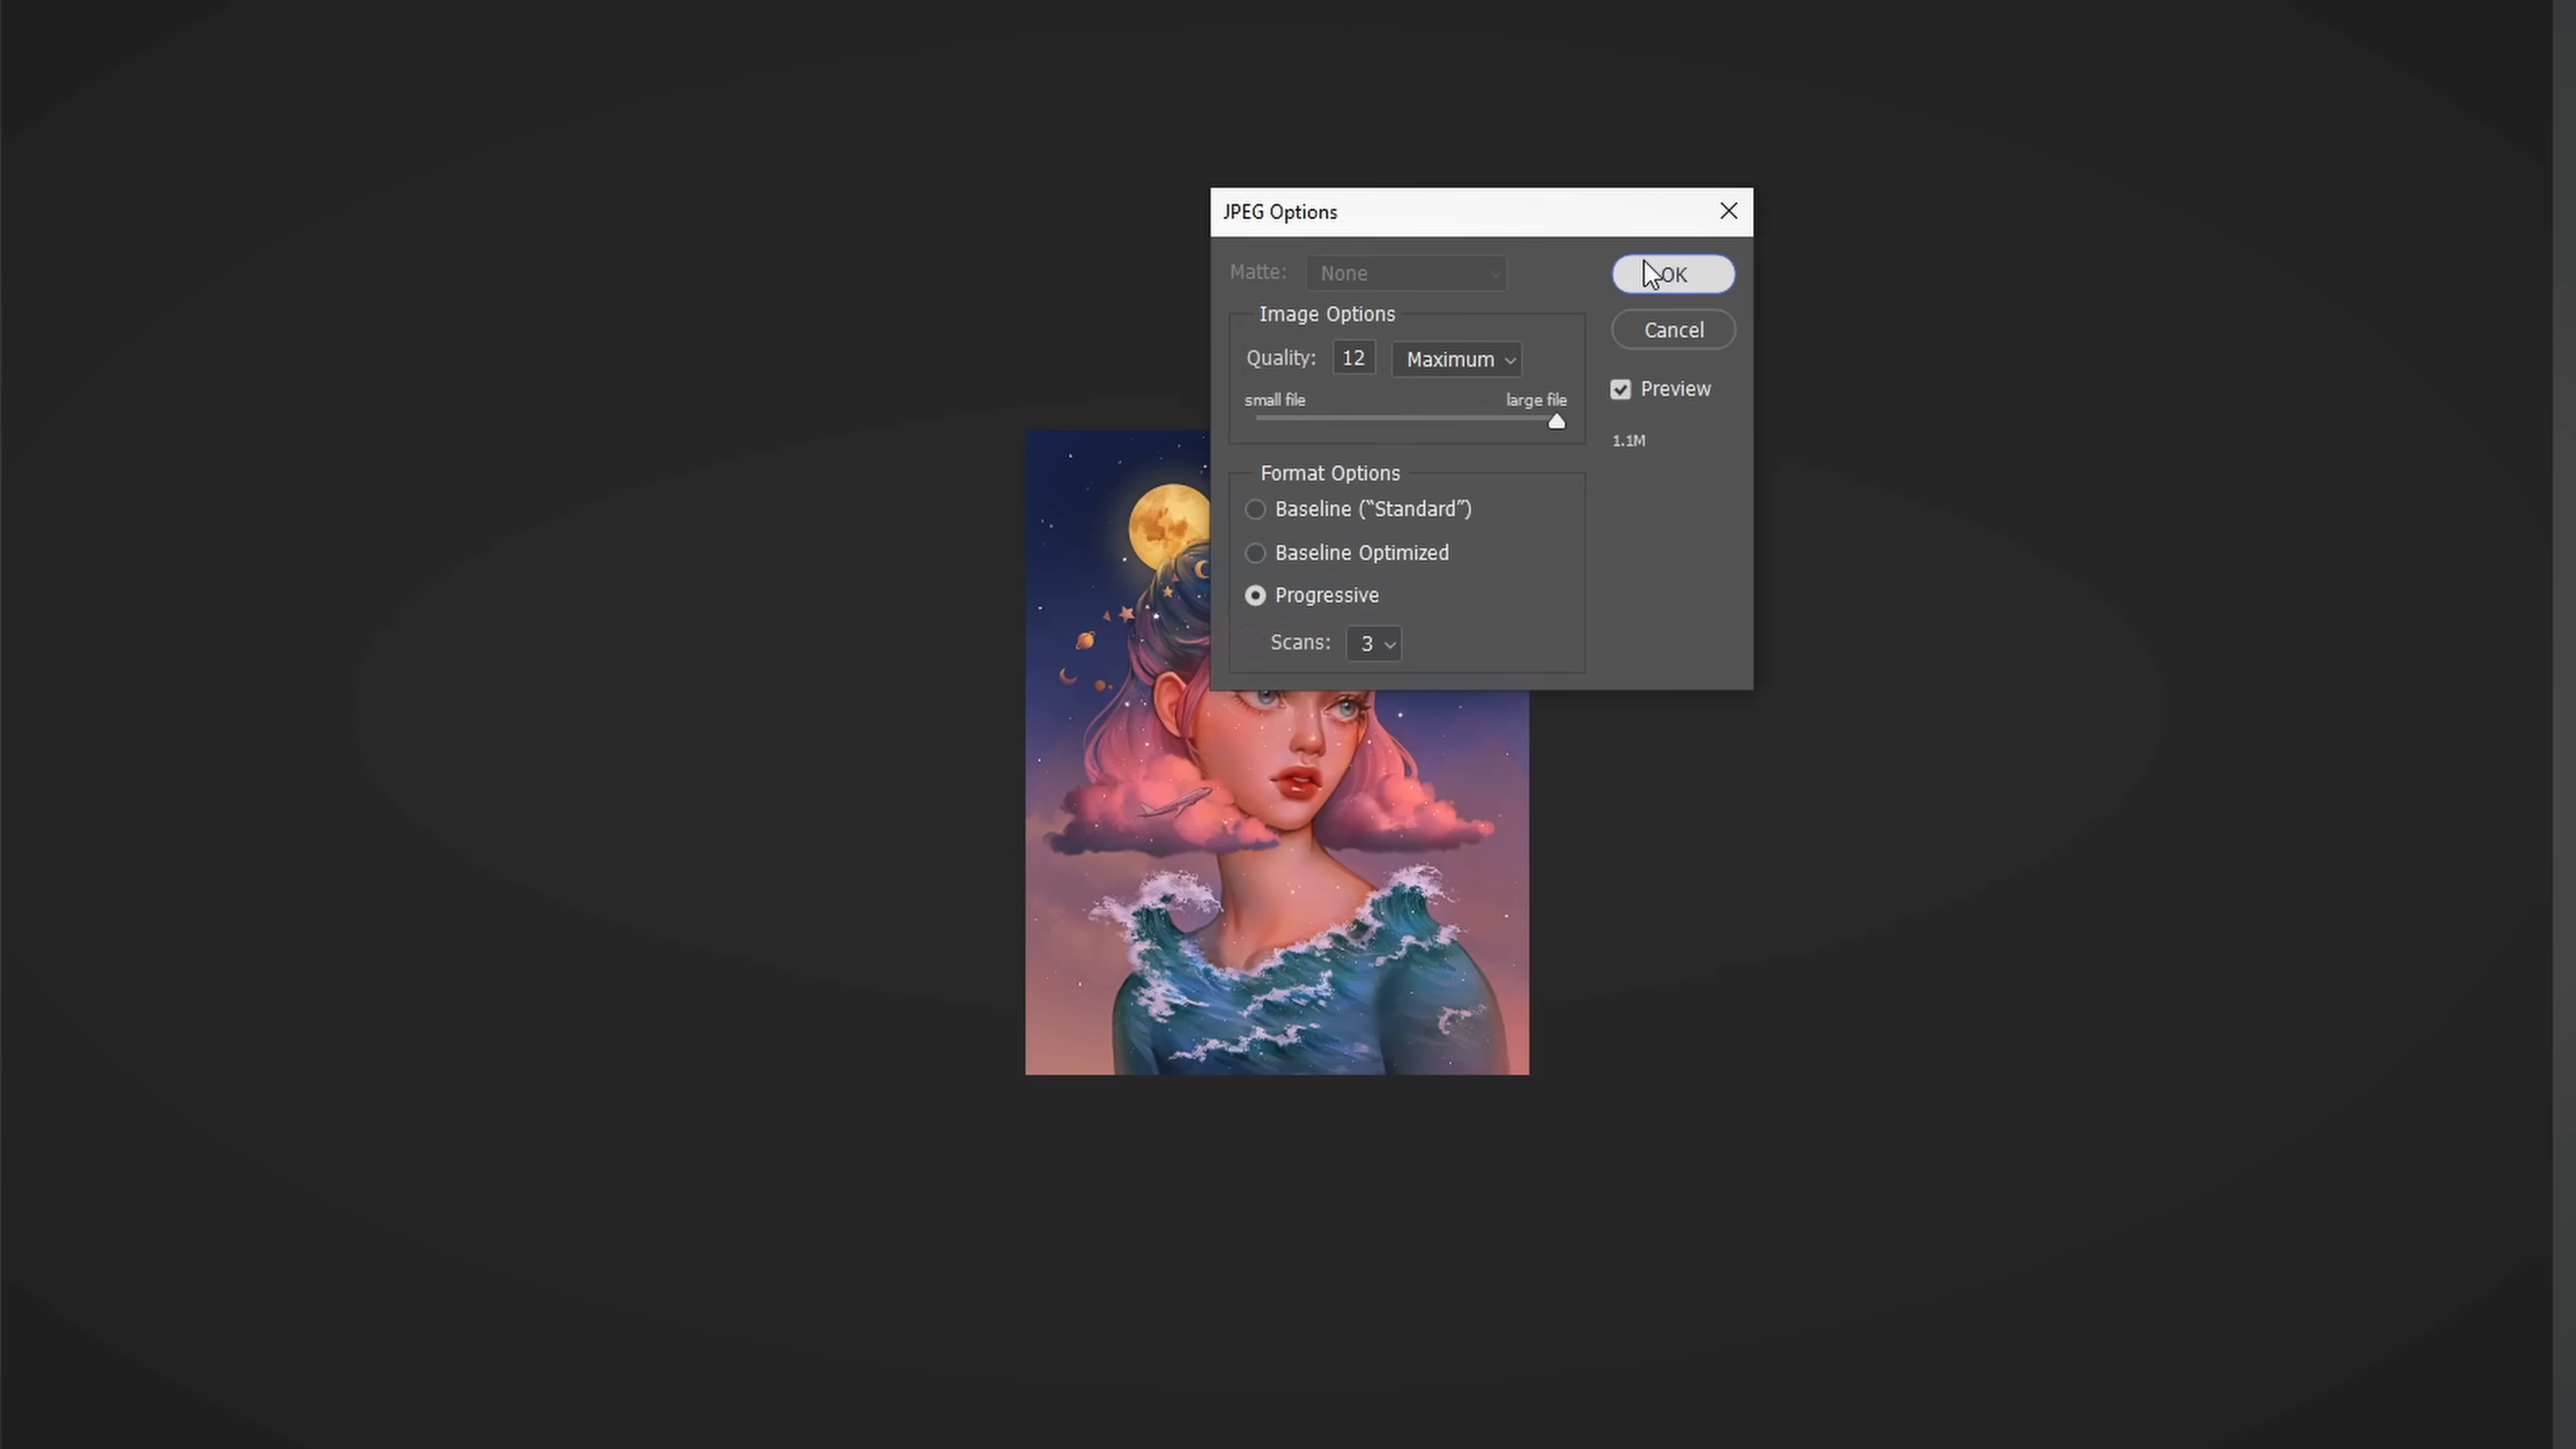 JPEG Options
Matte: None
OK
Image Options
Cancel
Quality: 12 Maximum
Preview
small file large file
1.1M
Format Options
Baseline (“Standard”)
Baseline Optimized
Progressive
Scans: 3